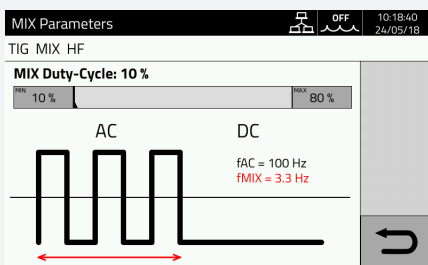 MIX Parameters
OFF
10:18:40
24/05/18
TIG MIX HF
MIX Duty-Cycle: 10 %
MIN 10 %
MAX 80 %
AC
DC
fAC = 100 Hz
fMIX = 3.3 Hz